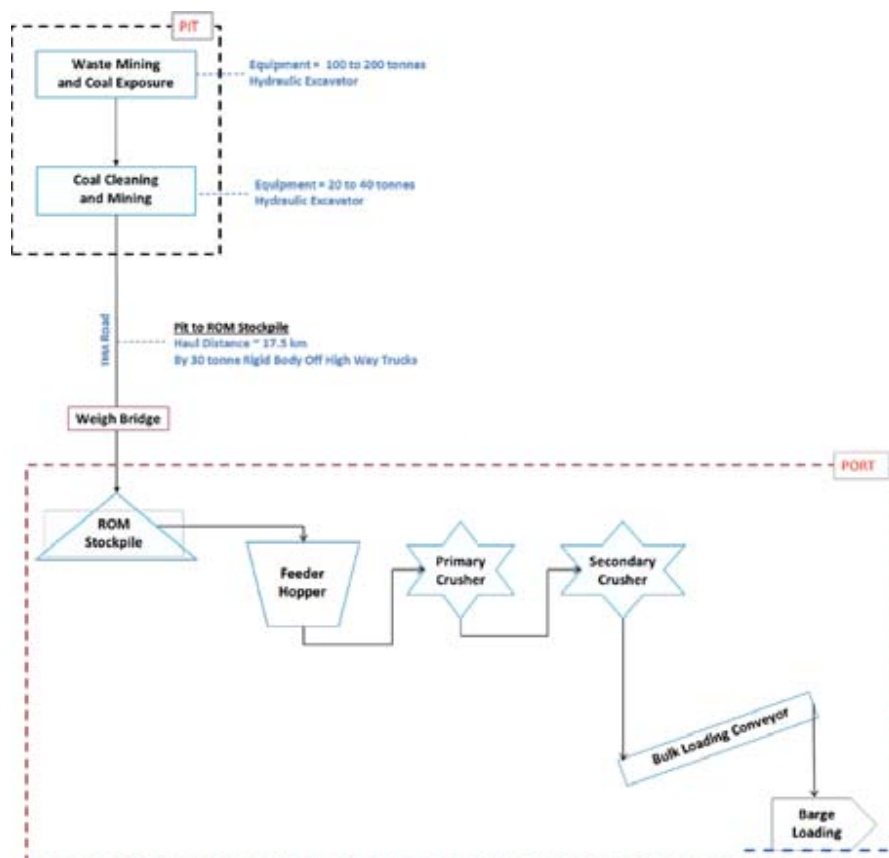 PIT
Waste Mining
and Coal Exposure
Equipment = 100 to 200 tonnes
Hydraulic Excavetor
Coal Cleaning
and Mining
Equipment = 20 to 40 tonnes
Hydraulic Excavetor
Road
Pit to ROM Stockpile
Haul Distance ~ 17.5 km
By 30 tonne Rigid Body Off High Way Trucks
Weigh Bridge
PORT
ROM
Stockpile
Feeder
Hopper
Primary
Crusher
Secondary
Crusher
Bulk Loading Conveyor
Barge
Loading